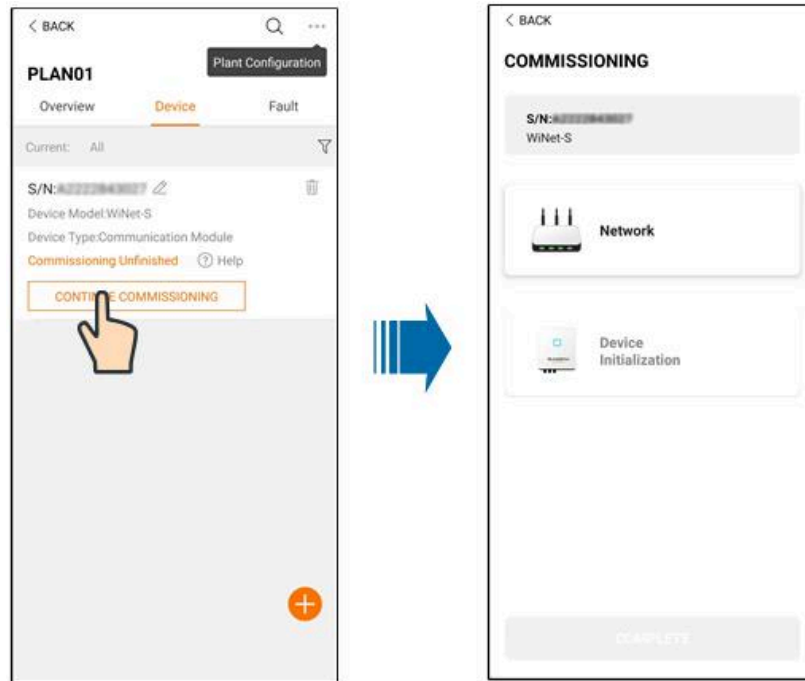 < BACK
Plant Configuration
PLAN01
Overview Device Fault
Current: All
S/N:
Device Model:WiNet-S
Device Type:Communication Module
Commissioning Unfinished ? Help
CONTINUE COMMISSIONING
< BACK
COMMISSIONING
S/N:
WiNet-S
Network
Device
Initialization
COMPLETE